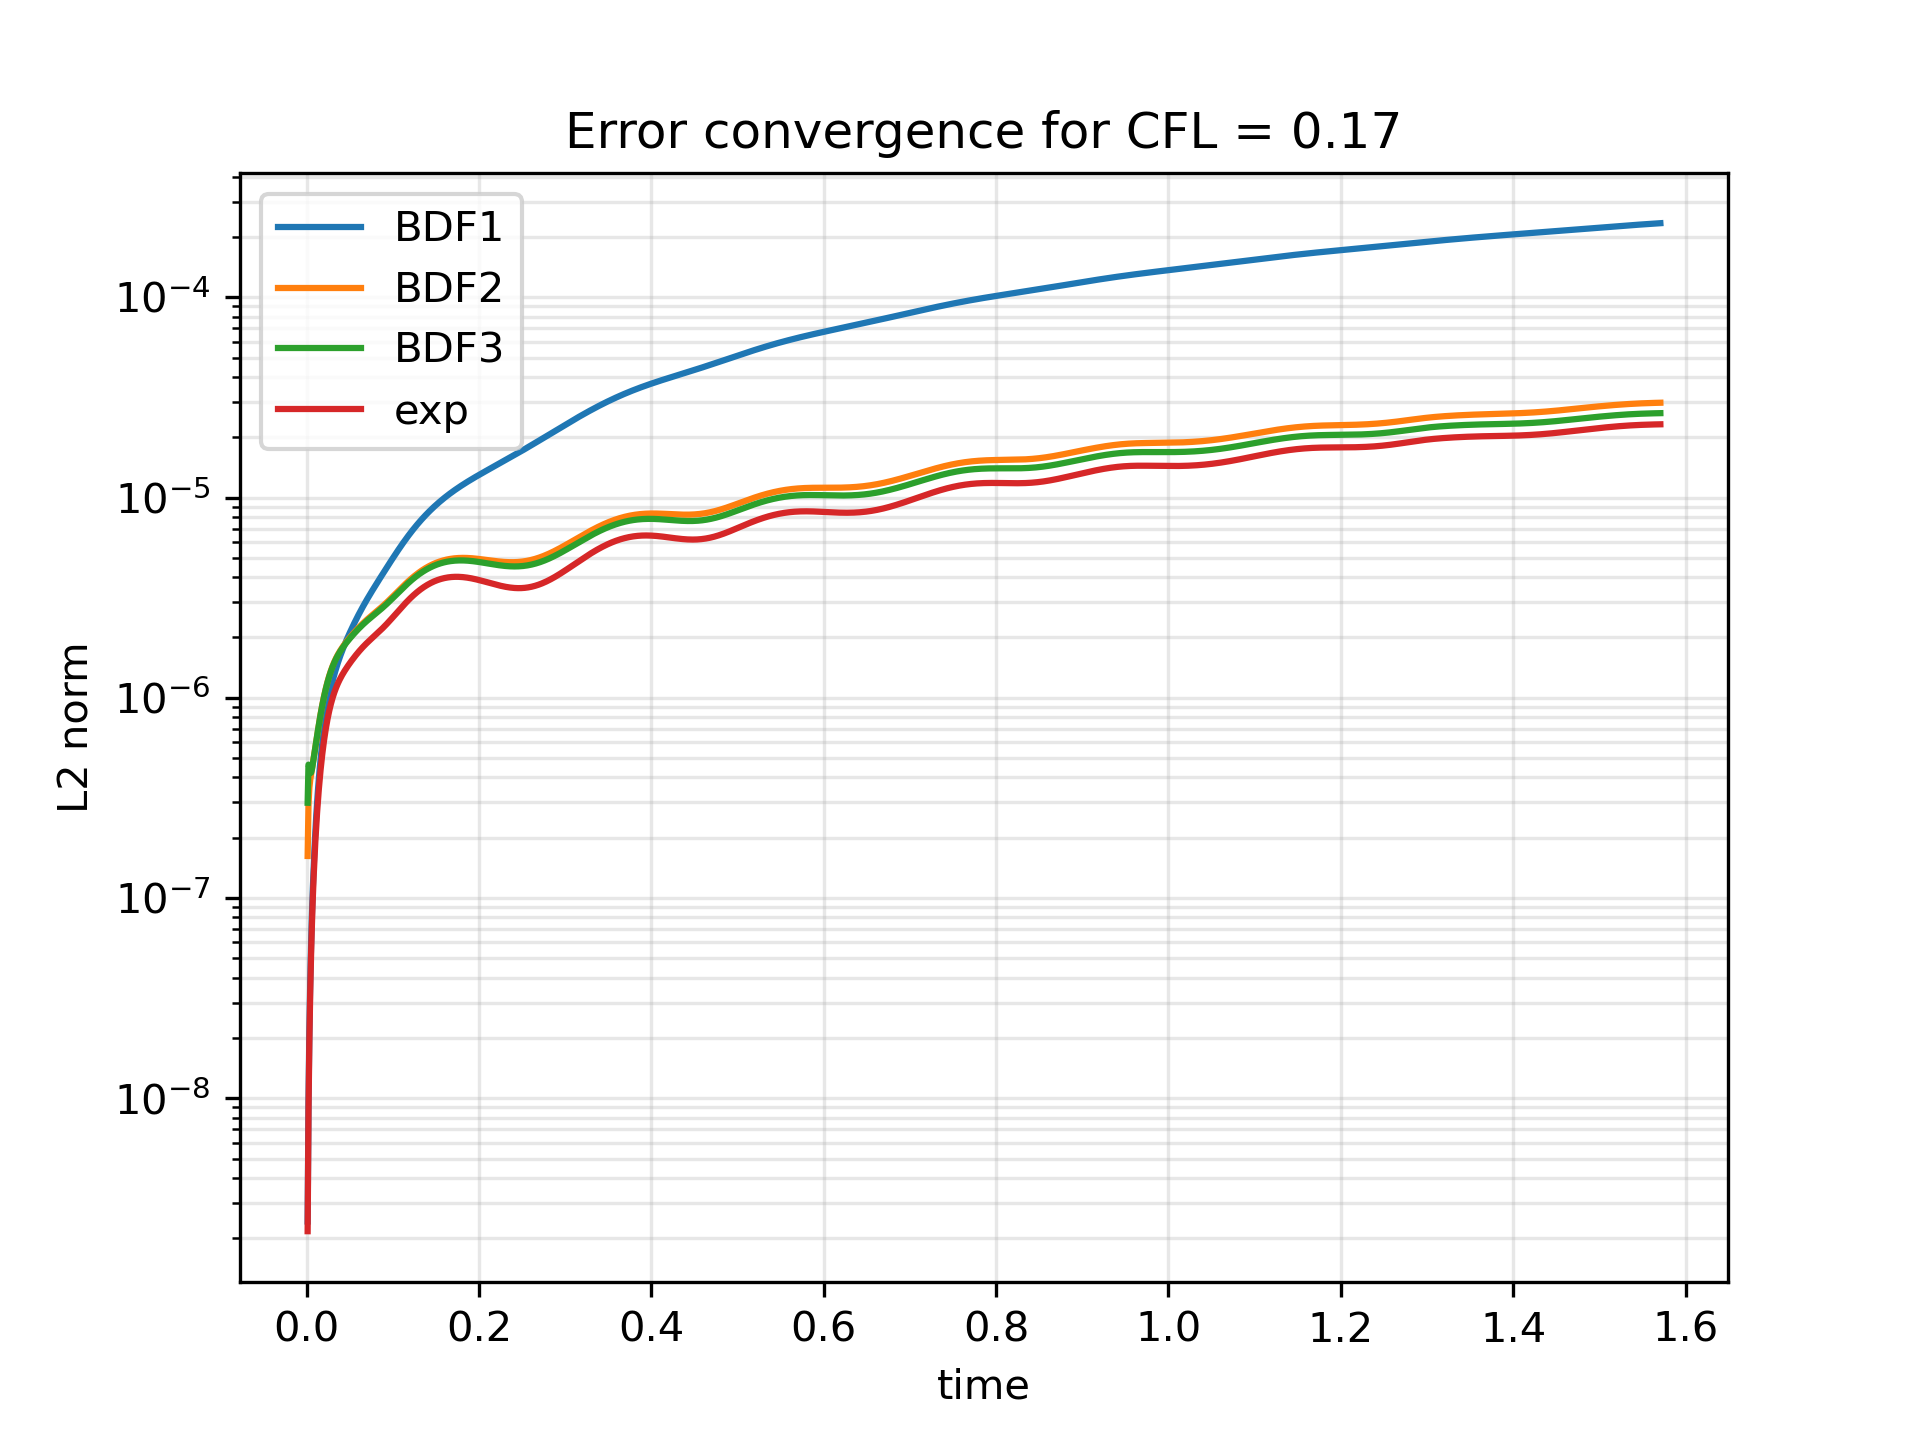 Error convergence for CFL = 0.17
BDF1
BDF2
BDF3
exp
L2 norm
10⁻⁴
10⁻⁵
10⁻⁶
10⁻⁷
10⁻⁸
0.0 0.2 0.4 0.6 0.8 1.0 1.2 1.4 1.6
time